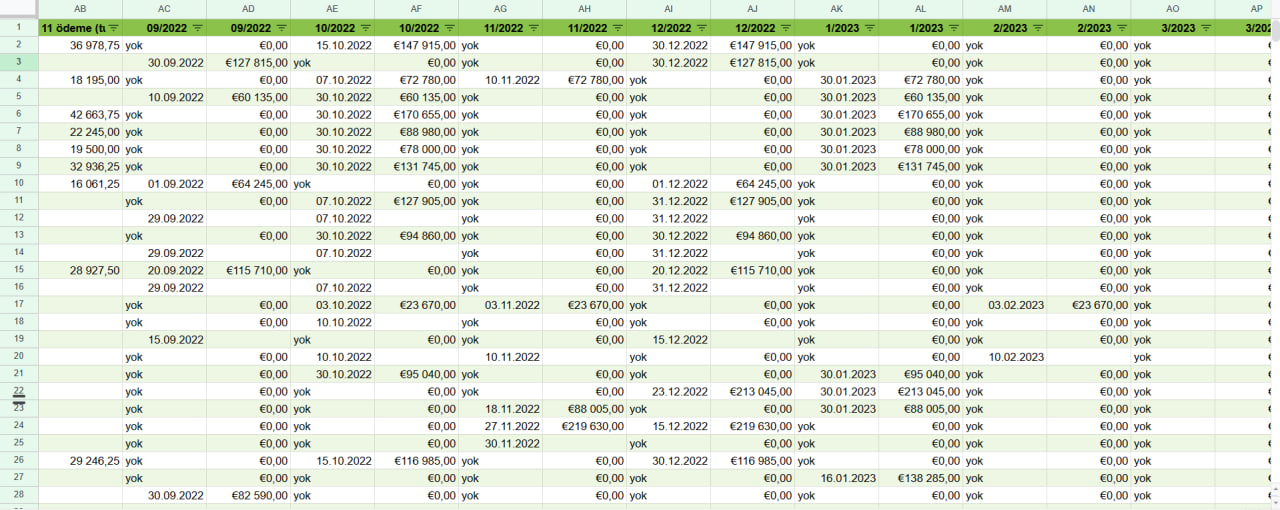 AB AC AD AE AF AG AH AI AJ AK AL AM AN AO AP
1 11 ödeme (tu 09/2022 09/2022 10/2022 10/2022 11/2022 11/2022 12/2022 12/2022 1/2023 1/2023 2/2023 2/2023 3/2023 3/202
2 36 978,75 yok €0,00 15.10.2022 €147 915,00 yok €0,00 30.12.2022 €147 915,00 yok €0,00 yok €0,00 yok
3 30.09.2022 €127 815,00 yok €0,00 yok €0,00 30.12.2022 €127 815,00 yok €0,00 yok €0,00 yok
4 18 195,00 yok €0,00 07.10.2022 €72 780,00 10.11.2022 €72 780,00 yok €0,00 30.01.2023 €72 780,00 yok €0,00 yok
5 10.09.2022 €60 135,00 30.10.2022 €60 135,00 yok €0,00 yok €0,00 30.01.2023 €60 135,00 yok €0,00 yok
6 42 663,75 yok €0,00 30.10.2022 €170 655,00 yok €0,00 yok €0,00 30.01.2023 €170 655,00 yok €0,00 yok
7 22 245,00 yok €0,00 30.10.2022 €88 980,00 yok €0,00 yok €0,00 30.01.2023 €88 980,00 yok €0,00 yok
8 19 500,00 yok €0,00 30.10.2022 €78 000,00 yok €0,00 yok €0,00 30.01.2023 €78 000,00 yok €0,00 yok
9 32 936,25 yok €0,00 30.10.2022 €131 745,00 yok €0,00 yok €0,00 30.01.2023 €131 745,00 yok €0,00 yok
10 16 061,25 01.09.2022 €64 245,00 yok €0,00 yok €0,00 01.12.2022 €64 245,00 yok €0,00 yok €0,00 yok
11 yok €0,00 07.10.2022 €127 905,00 yok €0,00 31.12.2022 €127 905,00 yok €0,00 yok €0,00 yok
12 29.09.2022 07.10.2022 yok €0,00 31.12.2022 yok €0,00 yok €0,00 yok
13 yok €0,00 30.10.2022 €94 860,00 yok €0,00 30.12.2022 €94 860,00 yok €0,00 yok €0,00 yok
14 29.09.2022 07.10.2022 yok €0,00 31.12.2022 yok €0,00 yok €0,00 yok
15 28 927,50 20.09.2022 €115 710,00 yok €0,00 yok €0,00 20.12.2022 €115 710,00 yok €0,00 yok €0,00 yok
16 29.09.2022 07.10.2022 yok €0,00 31.12.2022 yok €0,00 yok €0,00 yok
17 yok €0,00 03.10.2022 €23 670,00 03.11.2022 €23 670,00 yok €0,00 yok €0,00 03.02.2023 €23 670,00 yok
18 yok €0,00 10.10.2022 yok €0,00 yok €0,00 yok €0,00 yok €0,00 yok
19 15.09.2022 yok €0,00 yok €0,00 15.12.2022 yok €0,00 yok €0,00 yok
20 yok €0,00 10.10.2022 10.11.2022 yok €0,00 yok €0,00 10.02.2023 yok
21 yok €0,00 30.10.2022 €95 040,00 yok €0,00 yok €0,00 30.01.2023 €95 040,00 yok €0,00 yok
22 yok €0,00 yok €0,00 yok €0,00 23.12.2022 €213 045,00 30.01.2023 €213 045,00 yok €0,00 yok
23 yok €0,00 yok €0,00 18.11.2022 €88 005,00 yok €0,00 30.01.2023 €88 005,00 yok €0,00 yok
24 yok €0,00 yok €0,00 27.11.2022 €219 630,00 15.12.2022 €219 630,00 yok €0,00 yok €0,00 yok
25 yok €0,00 yok €0,00 30.11.2022 yok €0,00 yok €0,00 yok €0,00 yok
26 29 246,25 yok €0,00 15.10.2022 €116 985,00 yok €0,00 30.12.2022 €116 985,00 yok €0,00 yok €0,00 yok
27 yok €0,00 yok €0,00 yok €0,00 yok €0,00 16.01.2023 €138 285,00 yok €0,00 yok
28 30.09.2022 €82 590,00 yok €0,00 yok €0,00 yok €0,00 yok €0,00 yok €0,00 yok